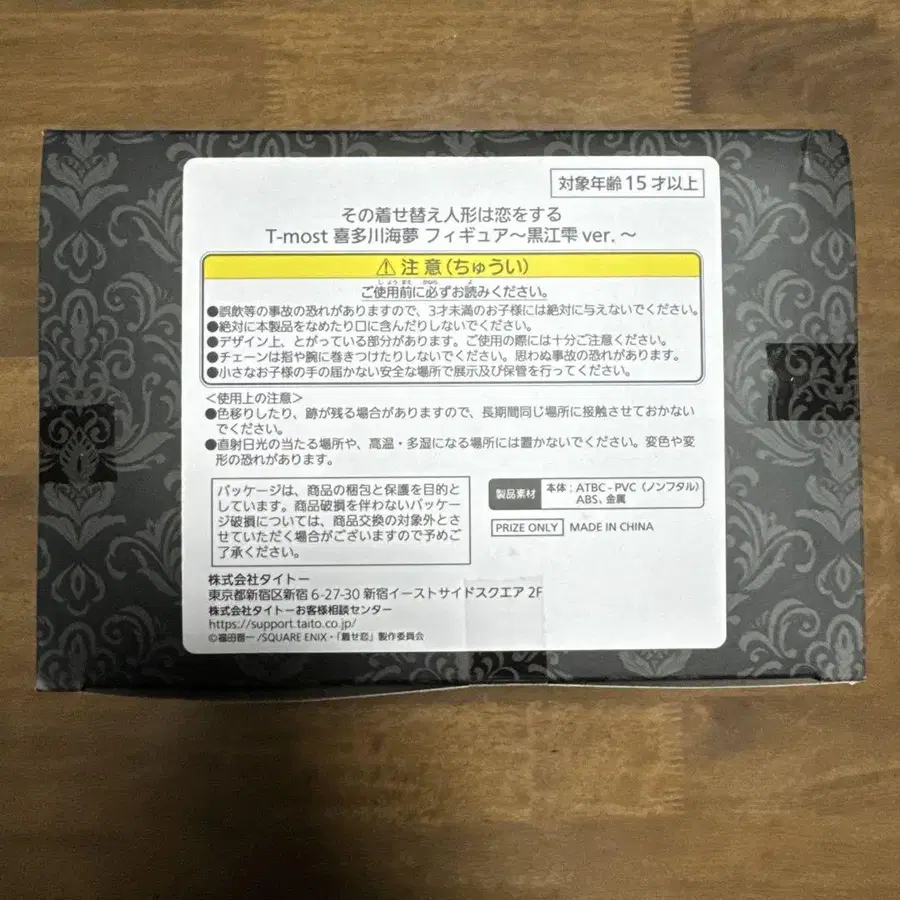 対象年齢15才以上
その着せ替え人形は恋をする
T-most 喜多川海夢 フィギュア～黒江雫 ver.～
⚠注意(ちゅうい)
ご使用前に必ずお読みください。
●誤飲等の事故の恐れがありますので、3才未満のお子様には絶対に与えないでください。
●絶対に本製品をなめたり口に含んだりしないでください。
●デザイン上、とがっている部分があります。ご使用の際には十分ご注意ください。
●チェーンは指や腕に巻きつけたりしないでください。思わぬ事故の恐れがあります。
●小さなお子様の手の届かない安全な場所で展示及び保管を行ってください。
＜使用上の注意＞
●色移りしたり、跡が残る場合がありますので、長期間同じ場所に接触させておかない
でください。
●直射日光の当たる場所や、高温・多湿になる場所には置かないでください。変色や変
形の恐れがあります。
パッケージは、商品の梱包と保護を目的と
しています。商品破損を伴わないパッケー
ジ破損については、商品交換の対象外とさ
せていただく場合がございますので予めご
了承ください。
製品素材
本体：ATBC-PVC（ノンフタル）
ABS、金属
PRIZE ONLY MADE IN CHINA
株式会社タイトー
東京都新宿区新宿 6-27-30 新宿イーストサイドスクエア 2F
株式会社タイトーお客様相談センター
https://support.taito.co.jp/
©福田晋一/SQUARE ENIX・「着せ恋」製作委員会